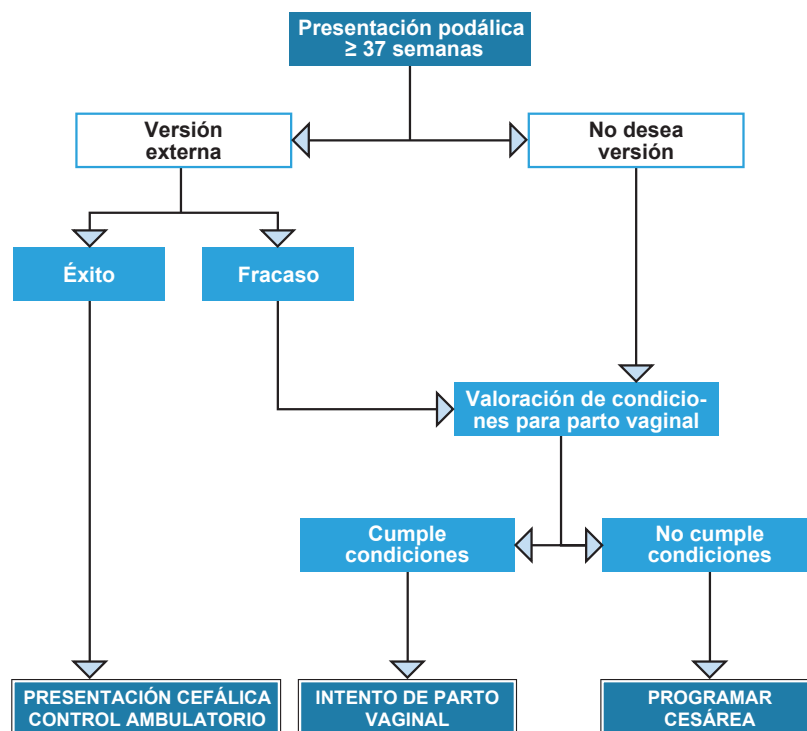 Presentación podálica
≥ 37 semanas
Versión
externa
No desea
versión
Éxito
Fracaso
Valoración de condicio-
nes para parto vaginal
Cumple
condiciones
No cumple
condiciones
PRESENTACIÓN CEFÁLICA
CONTROL AMBULATORIO
INTENTO DE PARTO
VAGINAL
PROGRAMAR
CESÁREA